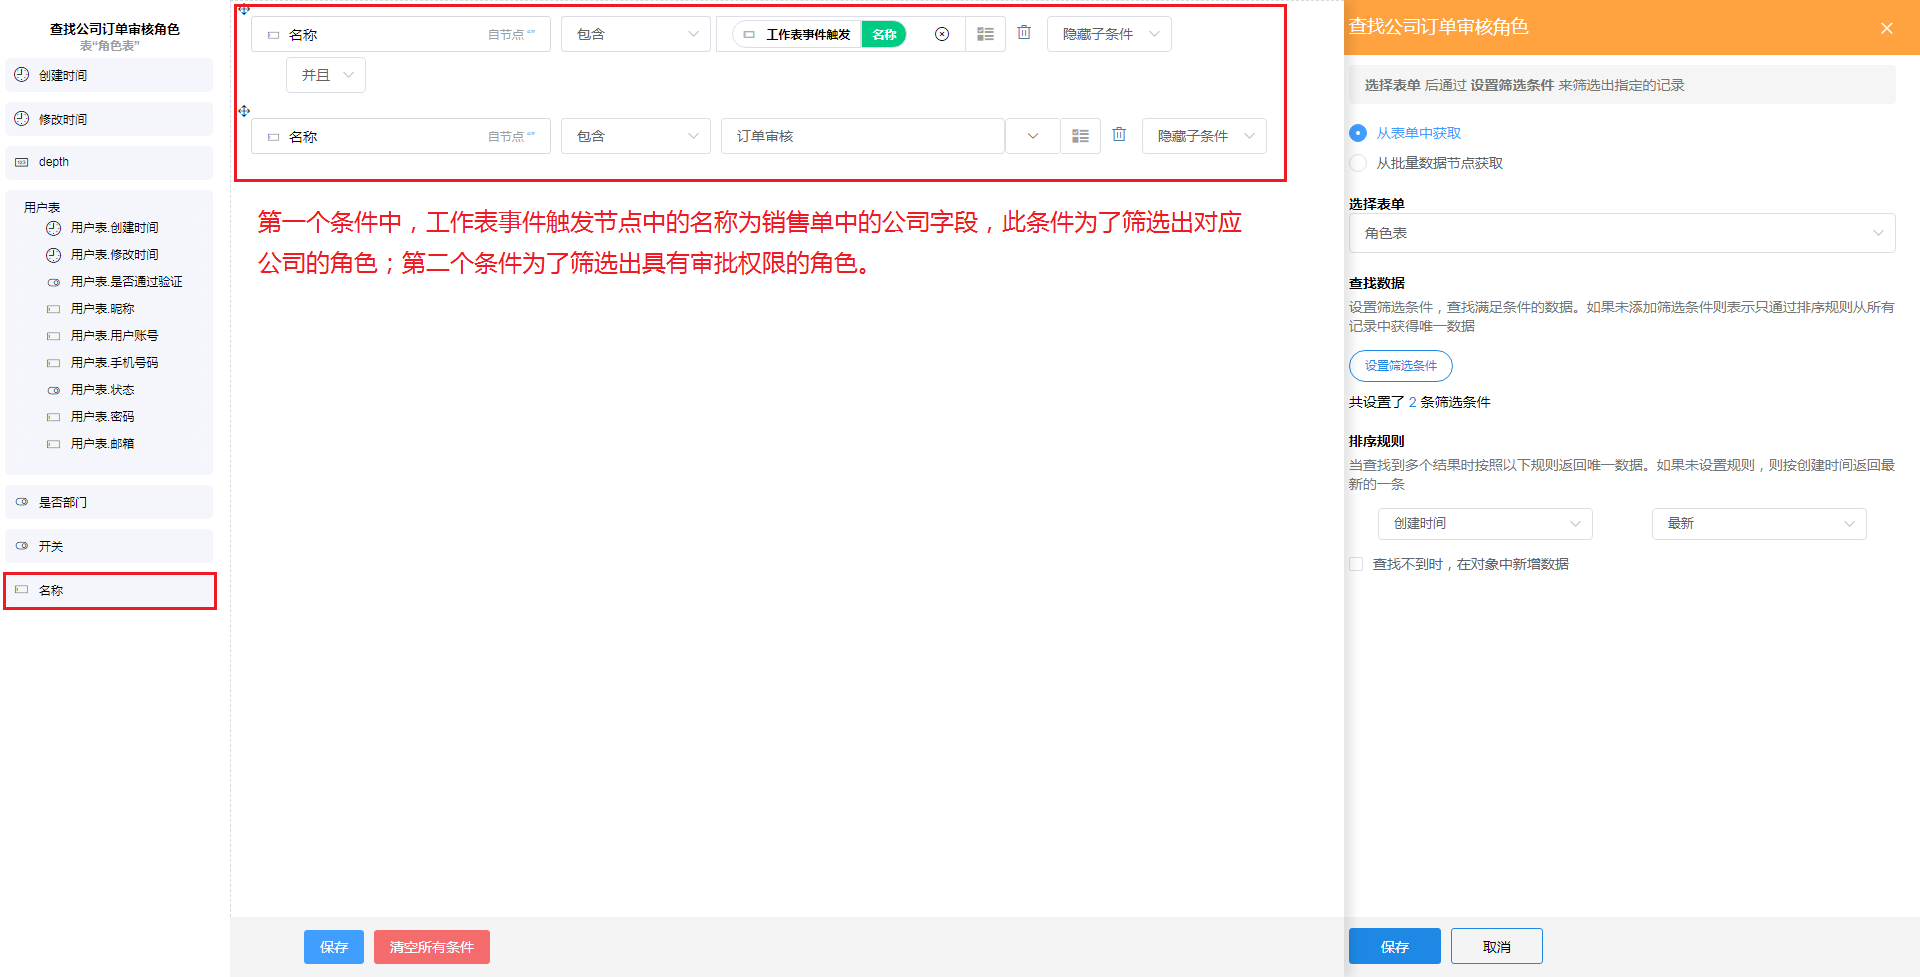 查找公司订单审核角色
表“角色表”
创建时间
修改时间
depth
用户表
用户表.创建时间
用户表.修改时间
用户表.是否通过验证
用户表.昵称
用户表.用户账号
用户表.手机号码
用户表.状态
用户表.密码
用户表.邮箱
是否部门
开关
名称
名称 自节点 “” 包含 工作表事件触发 名称 隐藏子条件
并且
名称 自节点 “” 包含 订单审核 隐藏子条件
第一个条件中，工作表事件触发节点中的名称为销售单中的公司字段，此条件为了筛选出对应
公司的角色；第二个条件为了筛选出具有审批权限的角色。
保存 清空所有条件
查找公司订单审核角色
选择表单 后通过 设置筛选条件 来筛选出指定的记录
从表单中获取
从批量数据节点获取
选择表单
角色表
查找数据
设置筛选条件，查找满足条件的数据。如果未添加筛选条件则表示只通过排序规则从所有
记录中获得唯一数据
设置筛选条件
共设置了 2 条筛选条件
排序规则
当查找到多个结果时按照以下规则返回唯一数据。如果未设置规则，则按创建时间返回最
新的一条
创建时间 最新
查找不到时，在对象中新增数据
保存 取消